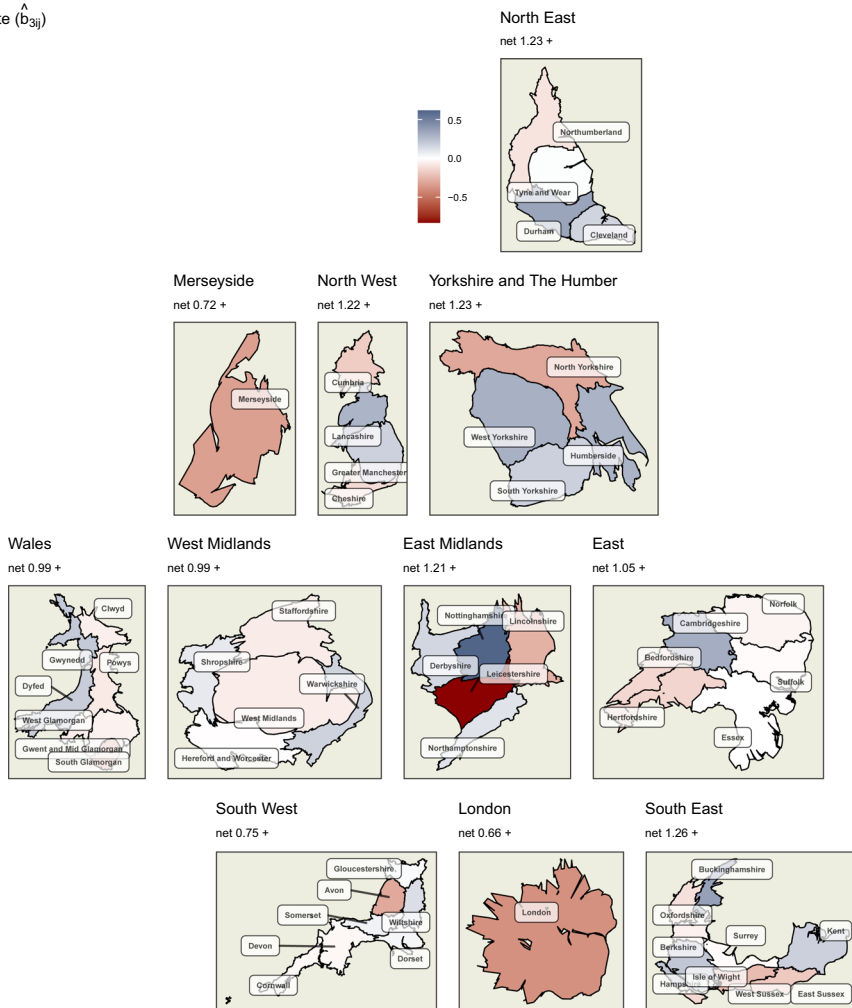 North East
net 1.23 +
0.5
0.0
−0.5
Northumberland
Tyne and Wear
Durham
Cleveland
Merseyside
net 0.72 +
Merseyside
North West
net 1.22 +
Cumbria
Lancashire
Greater Manchester
Cheshire
Yorkshire and The Humber
net 1.23 +
North Yorkshire
West Yorkshire
Humberside
South Yorkshire
Wales
net 0.99 +
Clwyd
Gwynedd
Powys
Dyfed
West Glamorgan
Gwent and Mid Glamorgan
South Glamorgan
West Midlands
net 0.99 +
Staffordshire
Shropshire
Warwickshire
West Midlands
Hereford and Worcester
East Midlands
net 1.21 +
Nottinghamshir
Lincolnshire
Derbyshire
Leicestershire
Northamptonshire
East
net 1.05 +
Norfolk
Cambridgeshire
Bedfordshire
Suffolk
Hertfordshire
Essex
South West
net 0.75 +
Gloucestershire
Avon
Somerset
Wiltshire
Devon
Dorset
Cornwall
London
net 0.66 +
London
South East
net 1.26 +
Buckinghamshire
Oxfordshire
Kent
Surrey
Berkshire
Isle of Wight
West Sussex
East Sussex